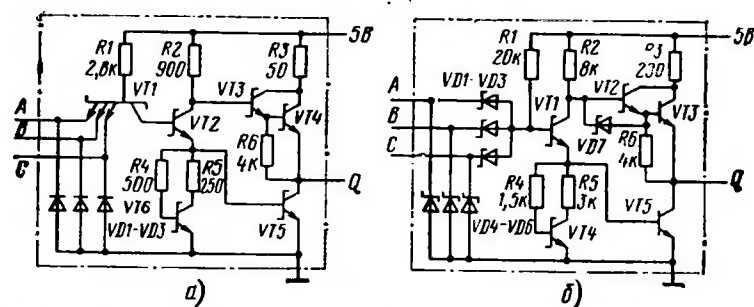 5В
R1
2,8к
R2
900
R3
50
VT1
VT3
VT2
VT4
A
B
C
R4
500
R5
250
R6
4к
Q
VT6
VD1-VD3
VT5
а)
5В
R1
20к
R2
8к
R3
230
VD1-VD3
VT2
VT1
VT3
A
B
C
VD7
R6
4к
R4
1,5к
R5
3к
Q
VT5
VD4-VD6
VT4
б)